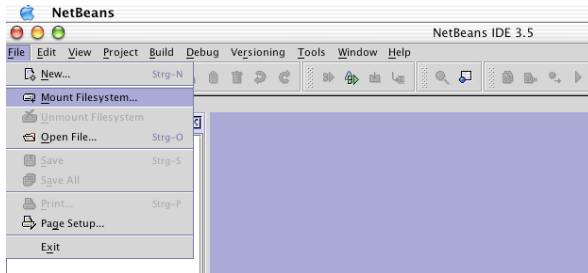 NetBeans
NetBeans IDE 3.5
File Edit View Project Build Debug Versioning Tools Window Help
New... Strg-N
Mount Filesystem...
Unmount Filesystem
Open File... Strg-O
Save Strg-S
Save All
Print... Strg-P
Page Setup...
Exit